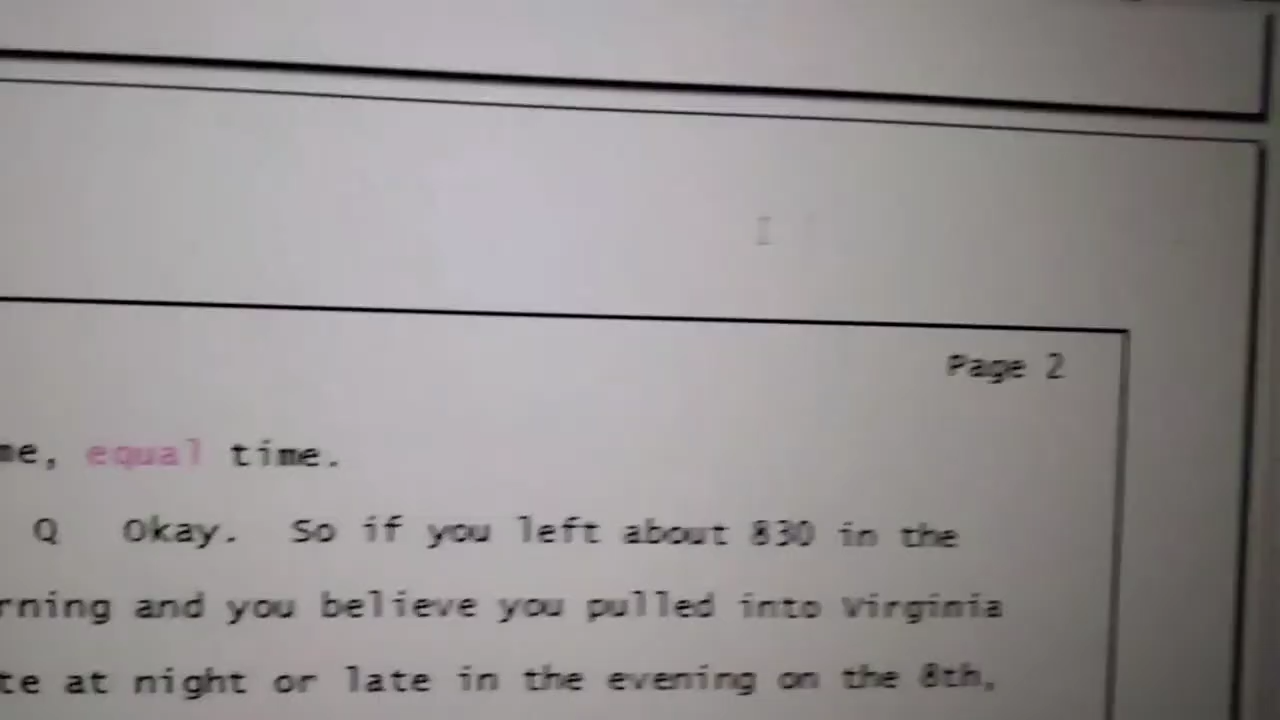 Page 2
me, equal time.
Q Okay. So if you left about 830 in the
rning and you believe you pulled into Virginia
te at night or late in the evening on the 8th,